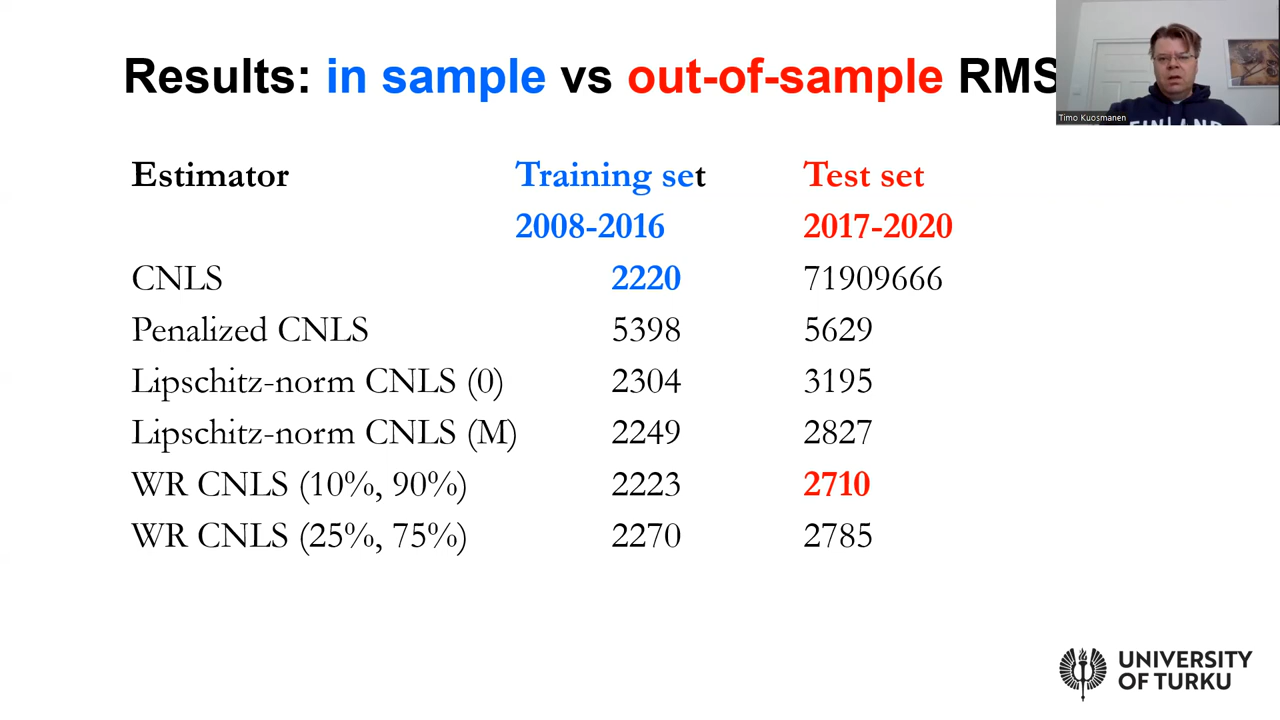 Results: in sample vs out-of-sample RMS
Timo Kuosmanen
Estimator Training set Test set
2008-2016 2017-2020
CNLS 2220 71909666
Penalized CNLS 5398 5629
Lipschitz-norm CNLS (0) 2304 3195
Lipschitz-norm CNLS (M) 2249 2827
WR CNLS (10%, 90%) 2223 2710
WR CNLS (25%, 75%) 2270 2785
UNIVERSITY
OF TURKU